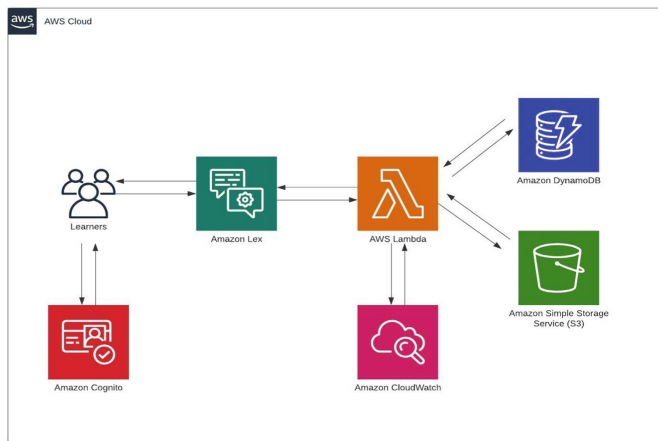 aws
AWS Cloud
Amazon DynamoDB
Learners
Amazon Lex
AWS Lambda
Amazon Simple Storage
Service (S3)
Amazon Cognito
Amazon CloudWatch